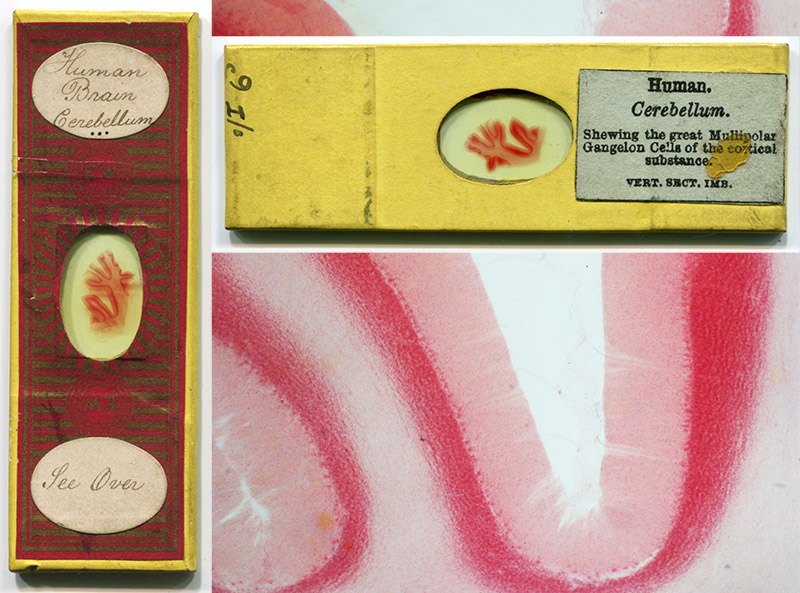 Human
Brain
Cerebellum
See Over
Human.
Cerebellum.
Shewing the great Multipolar
Gangelon Cells of the cortical
substance.
VERT. SECT. IMB.